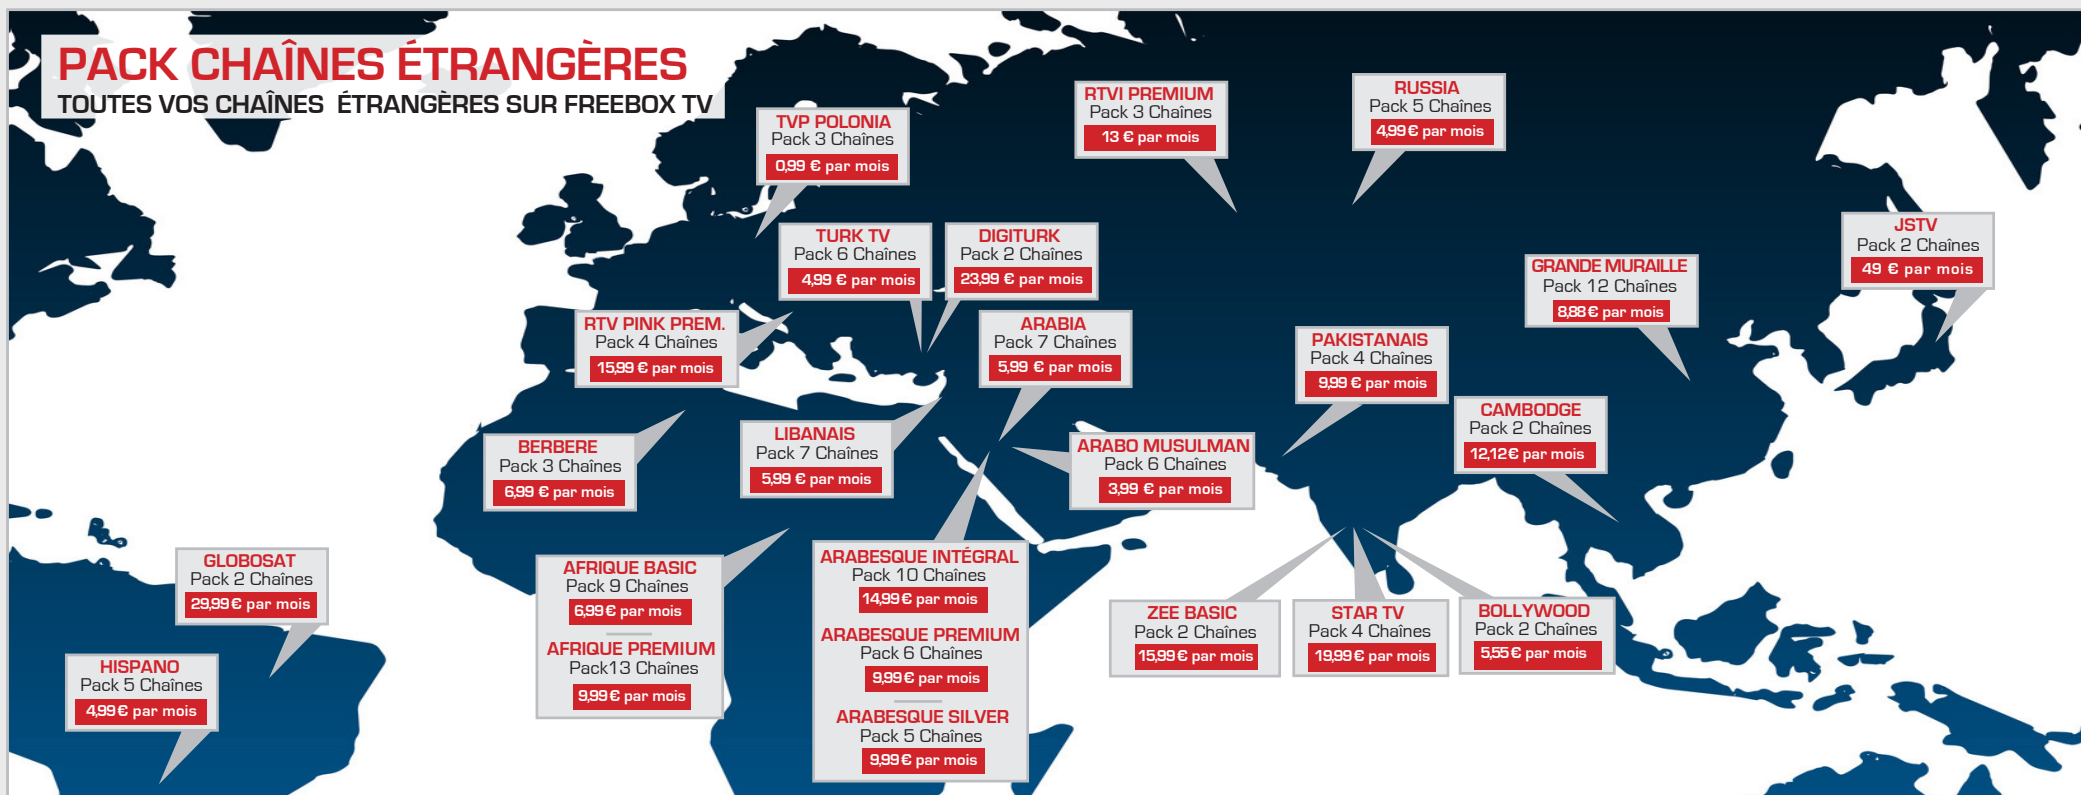 PACK CHAÎNES ÉTRANGÈRES
TOUTES VOS CHAÎNES ÉTRANGÈRES SUR FREEBOX TV
TVP POLONIA
Pack 3 Chaînes
0,99 € par mois
RTVI PREMIUM
Pack 3 Chaînes
13 € par mois
RUSSIA
Pack 5 Chaînes
4,99 € par mois
TURK TV
Pack 6 Chaînes
4,99 € par mois
DIGITURK
Pack 2 Chaînes
23,99 € par mois
JSTV
Pack 2 Chaînes
49 € par mois
GRANDE MURAILLE
Pack 12 Chaînes
8,88 € par mois
RTV PINK PREM.
Pack 4 Chaînes
15,99 € par mois
ARABIA
Pack 7 Chaînes
5,99 € par mois
PAKISTANAIS
Pack 4 Chaînes
9,99 € par mois
CAMBODGE
Pack 2 Chaînes
12,12 € par mois
BERBERE
Pack 3 Chaînes
6,99 € par mois
LIBANAIS
Pack 7 Chaînes
5,99 € par mois
ARABO MUSULMAN
Pack 6 Chaînes
3,99 € par mois
GLOBOSAT
Pack 2 Chaînes
29,99 € par mois
AFRIQUE BASIC
Pack 9 Chaînes
6,99 € par mois
AFRIQUE PREMIUM
Pack13 Chaînes
9,99 € par mois
ARABESQUE INTÉGRAL
Pack 10 Chaînes
14,99 € par mois
ARABESQUE PREMIUM
Pack 6 Chaînes
9,99 € par mois
ARABESQUE SILVER
Pack 5 Chaînes
9,99 € par mois
ZEE BASIC
Pack 2 Chaînes
15,99 € par mois
STAR TV
Pack 4 Chaînes
19,99 € par mois
BOLLYWOOD
Pack 2 Chaînes
5,55 € par mois
HISPANO
Pack 5 Chaînes
4,99 € par mois